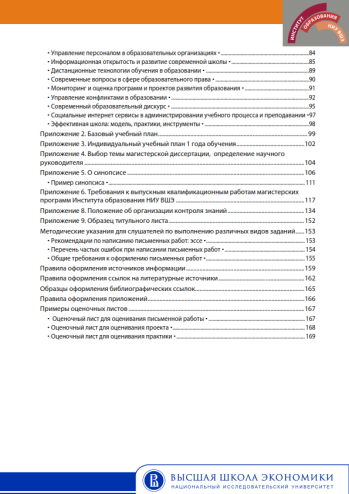 ИНСТИТУТ ОБРАЗОВАНИЯ НИУ ВШЭ
• Управление персоналом в образовательных организациях • 84
• Информационная открытость и развитие современной школы • 85
• Дистанционные технологии обучения в образовании • 89
• Современные вопросы в сфере образовательного права • 90
• Мониторинг и оценка программ и проектов развития образования • 91
• Управление конфликтами в образовании • 92
• Современный образовательный дискурс • 95
• Социальные интернет сервисы в администрировании учебного процесса и преподавании • 97
• Эффективная школа: модель, практики, инструменты • 98
Приложение 2. Базовый учебный план 99
Приложение 3. Индивидуальный учебный план 1 года обучения 102
Приложение 4. Выбор темы магистерской диссертации, определение научного
руководителя 104
Приложение 5. О синопсисе 106
• Пример синопсиса • 111
Приложение 6. Требования к выпускным квалификационным работам магистерских
программ Института образования НИУ ВШЭ 117
Приложение 8. Положение об организации контроля знаний 134
Приложение 9. Образец титульного листа 152
Методические указания для слушателей по выполнению различных видов заданий 153
• Рекомендации по написанию письменных работ: эссе • 153
• Перечень частых ошибок при написании письменных работ • 154
• Общие требования к оформлению письменных работ • 155
Правила оформления источников информации 159
Правила оформления ссылок на литературные источники 162
Образцы оформления библиографических ссылок 165
Правила оформления приложений 166
Примеры оценочных листов 167
• Оценочный лист для оценивания письменной работы • 167
• Оценочный лист для оценивания проекта • 168
• Оценочный лист для оценивания практики • 169
ВЫСШАЯ ШКОЛА ЭКОНОМИКИ
НАЦИОНАЛЬНЫЙ ИССЛЕДОВАТЕЛЬСКИЙ УНИВЕРСИТЕТ